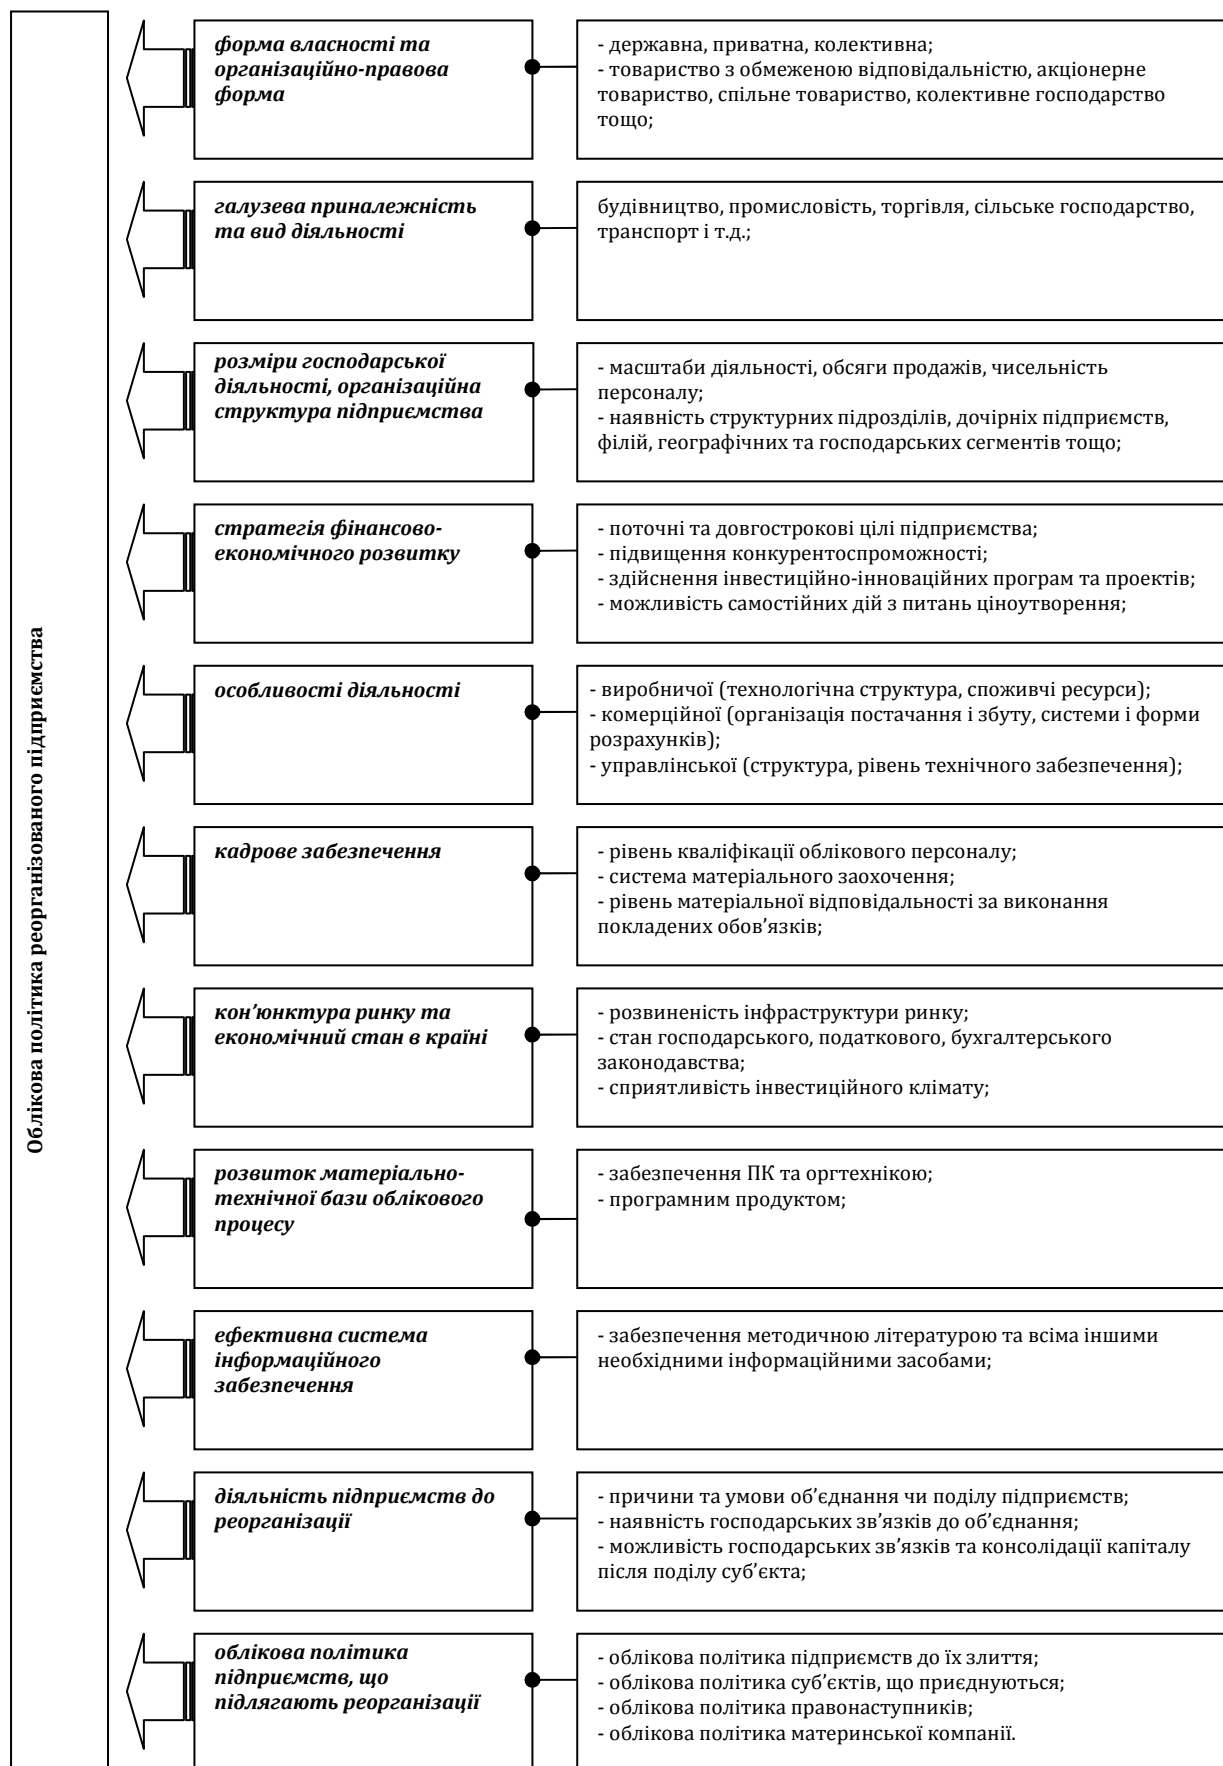 Облікова політика реорганізованого підприємства
форма власності та
організаційно-правова
форма
- державна, приватна, колективна;
- товариство з обмеженою відповідальністю, акціонерне
товариство, спільне товариство, колективне господарство
тощо;
галузева приналежність
та вид діяльності
будівництво, промисловість, торгівля, сільське господарство,
транспорт і т.д.;
розміри господарської
діяльності, організаційна
структура підприємства
- масштаби діяльності, обсяги продажів, чисельність
персоналу;
- наявність структурних підрозділів, дочірніх підприємств,
філій, географічних та господарських сегментів тощо;
стратегія фінансово-
економічного розвитку
- поточні та довгострокові цілі підприємства;
- підвищення конкурентоспроможності;
- здійснення інвестиційно-інноваційних програм та проектів;
- можливість самостійних дій з питань ціноутворення;
особливості діяльності
- виробничої (технологічна структура, споживчі ресурси);
- комерційної (організація постачання і збуту, системи і форми
розрахунків);
- управлінської (структура, рівень технічного забезпечення);
кадрове забезпечення
- рівень кваліфікації облікового персоналу;
- система матеріального заохочення;
- рівень матеріальної відповідальності за виконання
покладених обов’язків;
кон’юнктура ринку та
економічний стан в країні
- розвиненість інфраструктури ринку;
- стан господарського, податкового, бухгалтерського
законодавства;
- сприятливість інвестиційного клімату;
розвиток матеріально-
технічної бази облікового
процесу
- забезпечення ПК та оргтехнікою;
- програмним продуктом;
ефективна система
інформаційного
забезпечення
- забезпечення методичною літературою та всіма іншими
необхідними інформаційними засобами;
діяльність підприємств до
реорганізації
- причини та умови об’єднання чи поділу підприємств;
- наявність господарських зв’язків до об’єднання;
- можливість господарських зв’язків та консолідації капіталу
після поділу суб’єкта;
облікова політика
підприємств, що
підлягають реорганізації
- облікова політика підприємств до їх злиття;
- облікова політика суб’єктів, що приєднуються;
- облікова політика правонаступників;
- облікова політика материнської компанії.